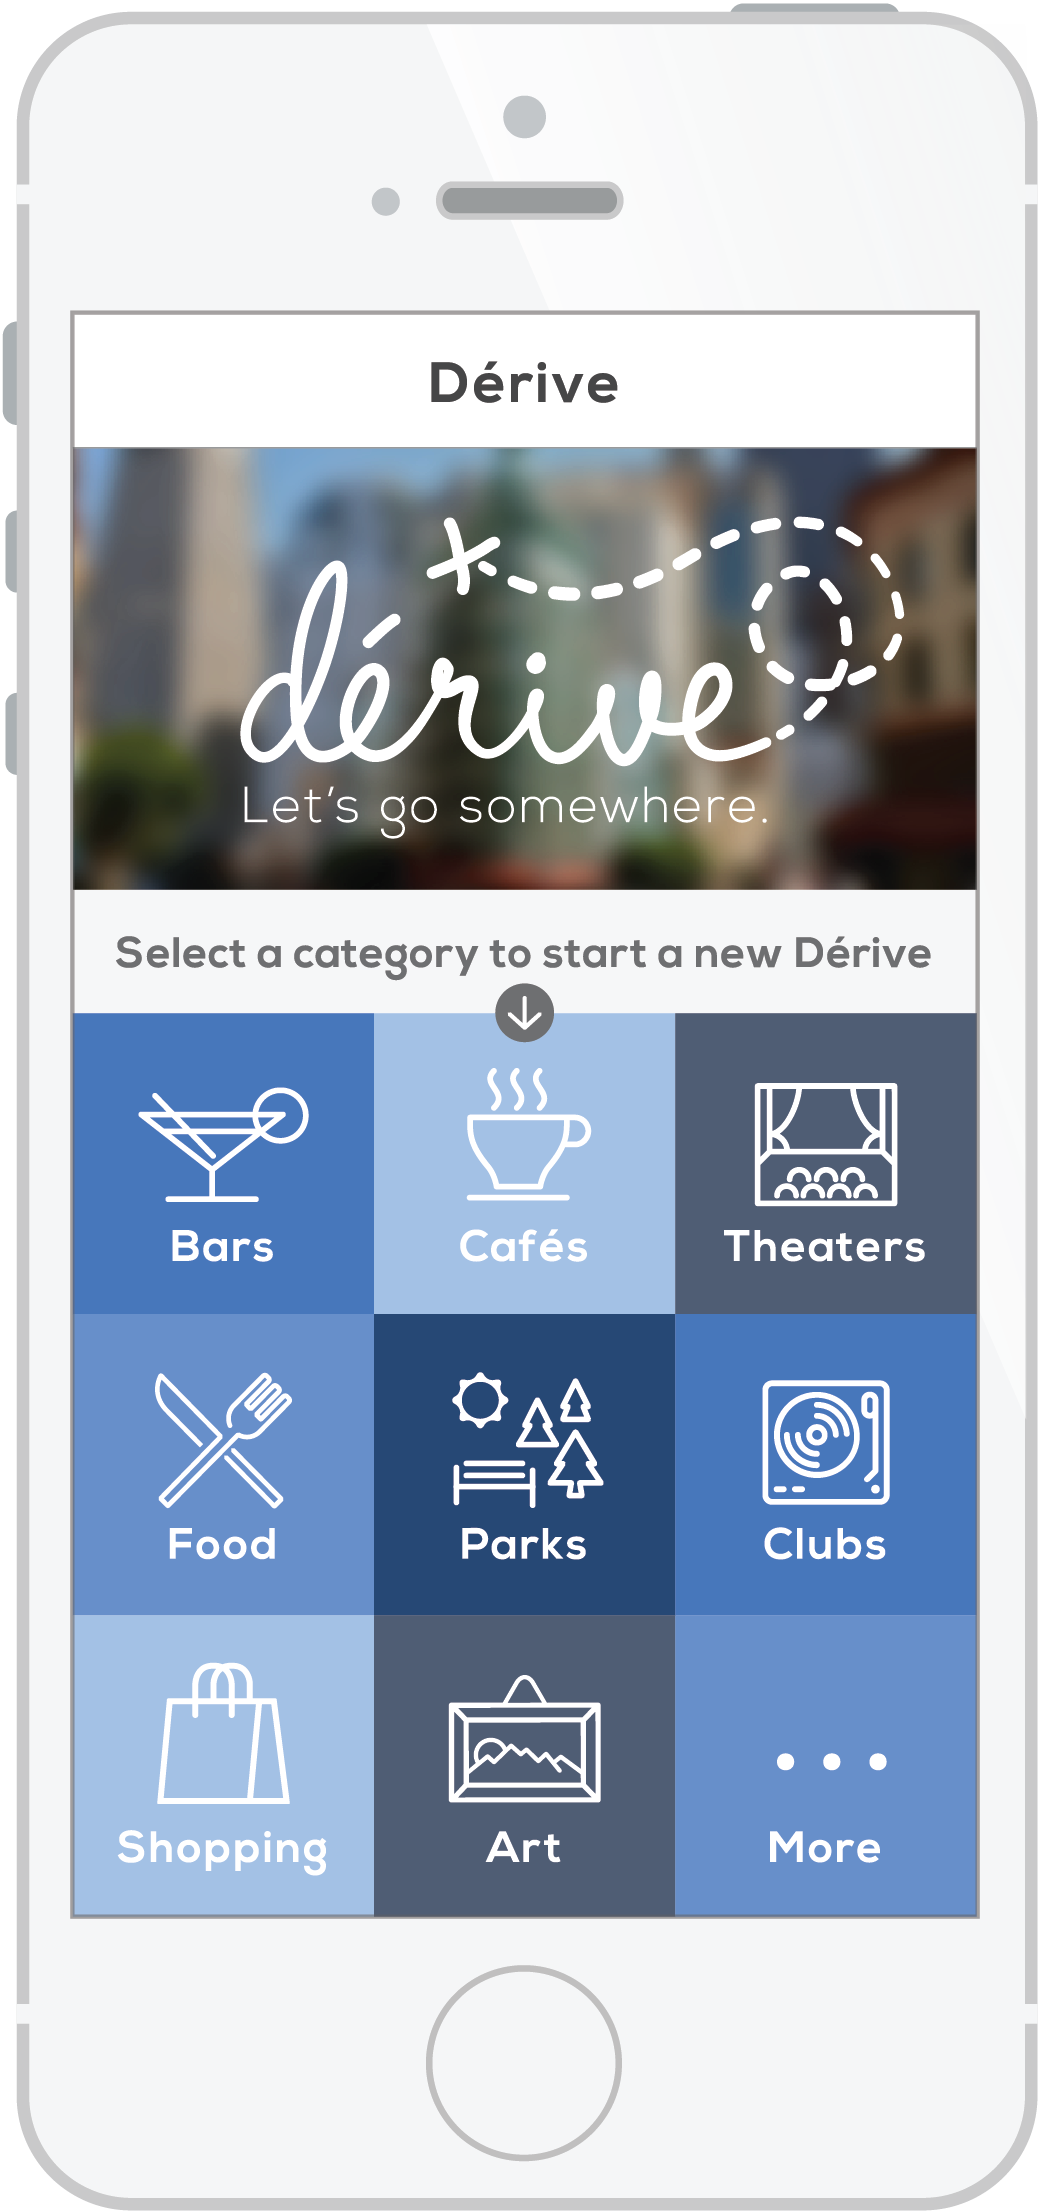 Dérive
dérive
Let's go somewhere.
Select a category to start a new Dérive
Bars
Cafés
Theaters
Food
Parks
Clubs
Shopping
Art
More